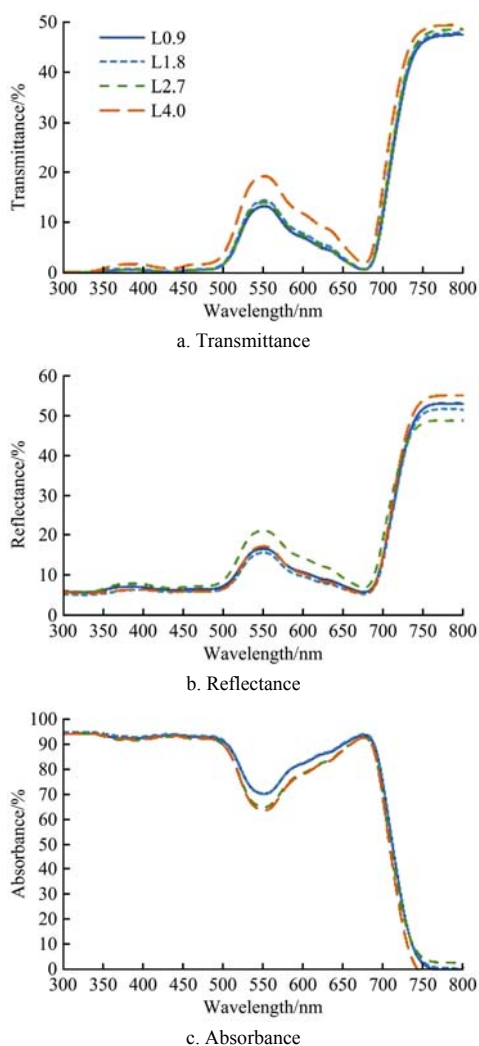 50
40
30
20
10
0
Transmittance/%
L0.9
L1.8
L2.7
L4.0
300 350 400 450 500 550 600 650 700 750 800
Wavelength/nm
a. Transmittance
60
50
40
30
20
10
0
Reflectance/%
300 350 400 450 500 550 600 650 700 750 800
Wavelength/nm
b. Reflectance
100
90
80
70
60
50
40
30
20
10
0
Absorbance/%
300 350 400 450 500 550 600 650 700 750 800
Wavelength/nm
c. Absorbance